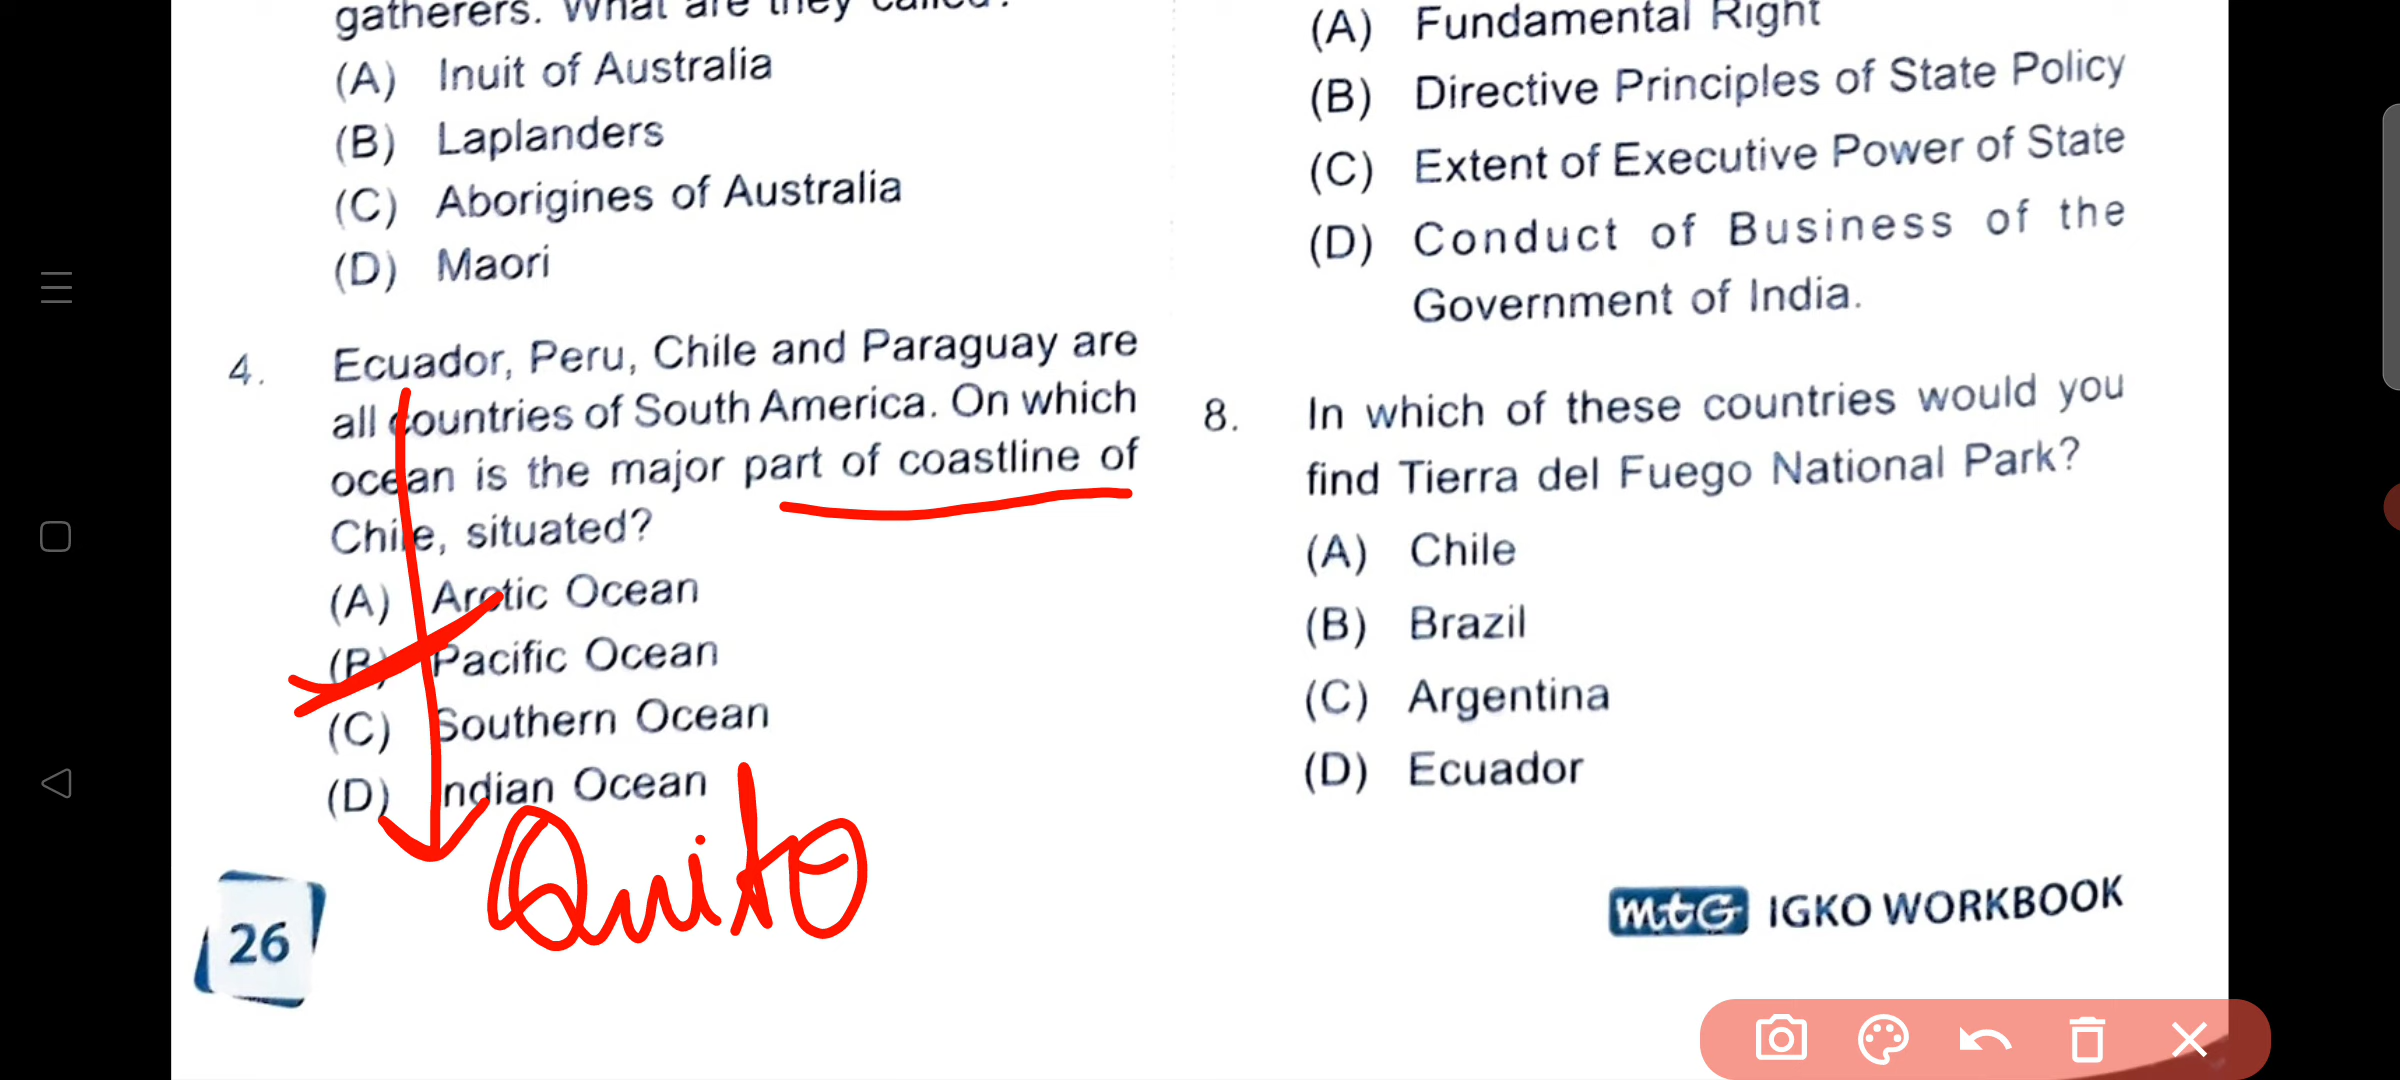 gatherers. What are they called?
(A) Inuit of Australia
(B) Laplanders
(C) Aborigines of Australia
(D) Maori
4. Ecuador, Peru, Chile and Paraguay are
all countries of South America. On which
ocean is the major part of coastline of
Chile, situated?
(A) Arctic Ocean
(B) Pacific Ocean
(C) Southern Ocean
(D) Indian Ocean
Quito
26
(A) Fundamental Right
(B) Directive Principles of State Policy
(C) Extent of Executive Power of State
(D) Conduct of Business of the
Government of India.
8. In which of these countries would you
find Tierra del Fuego National Park?
(A) Chile
(B) Brazil
(C) Argentina
(D) Ecuador
mtG IGKO WORKBOOK